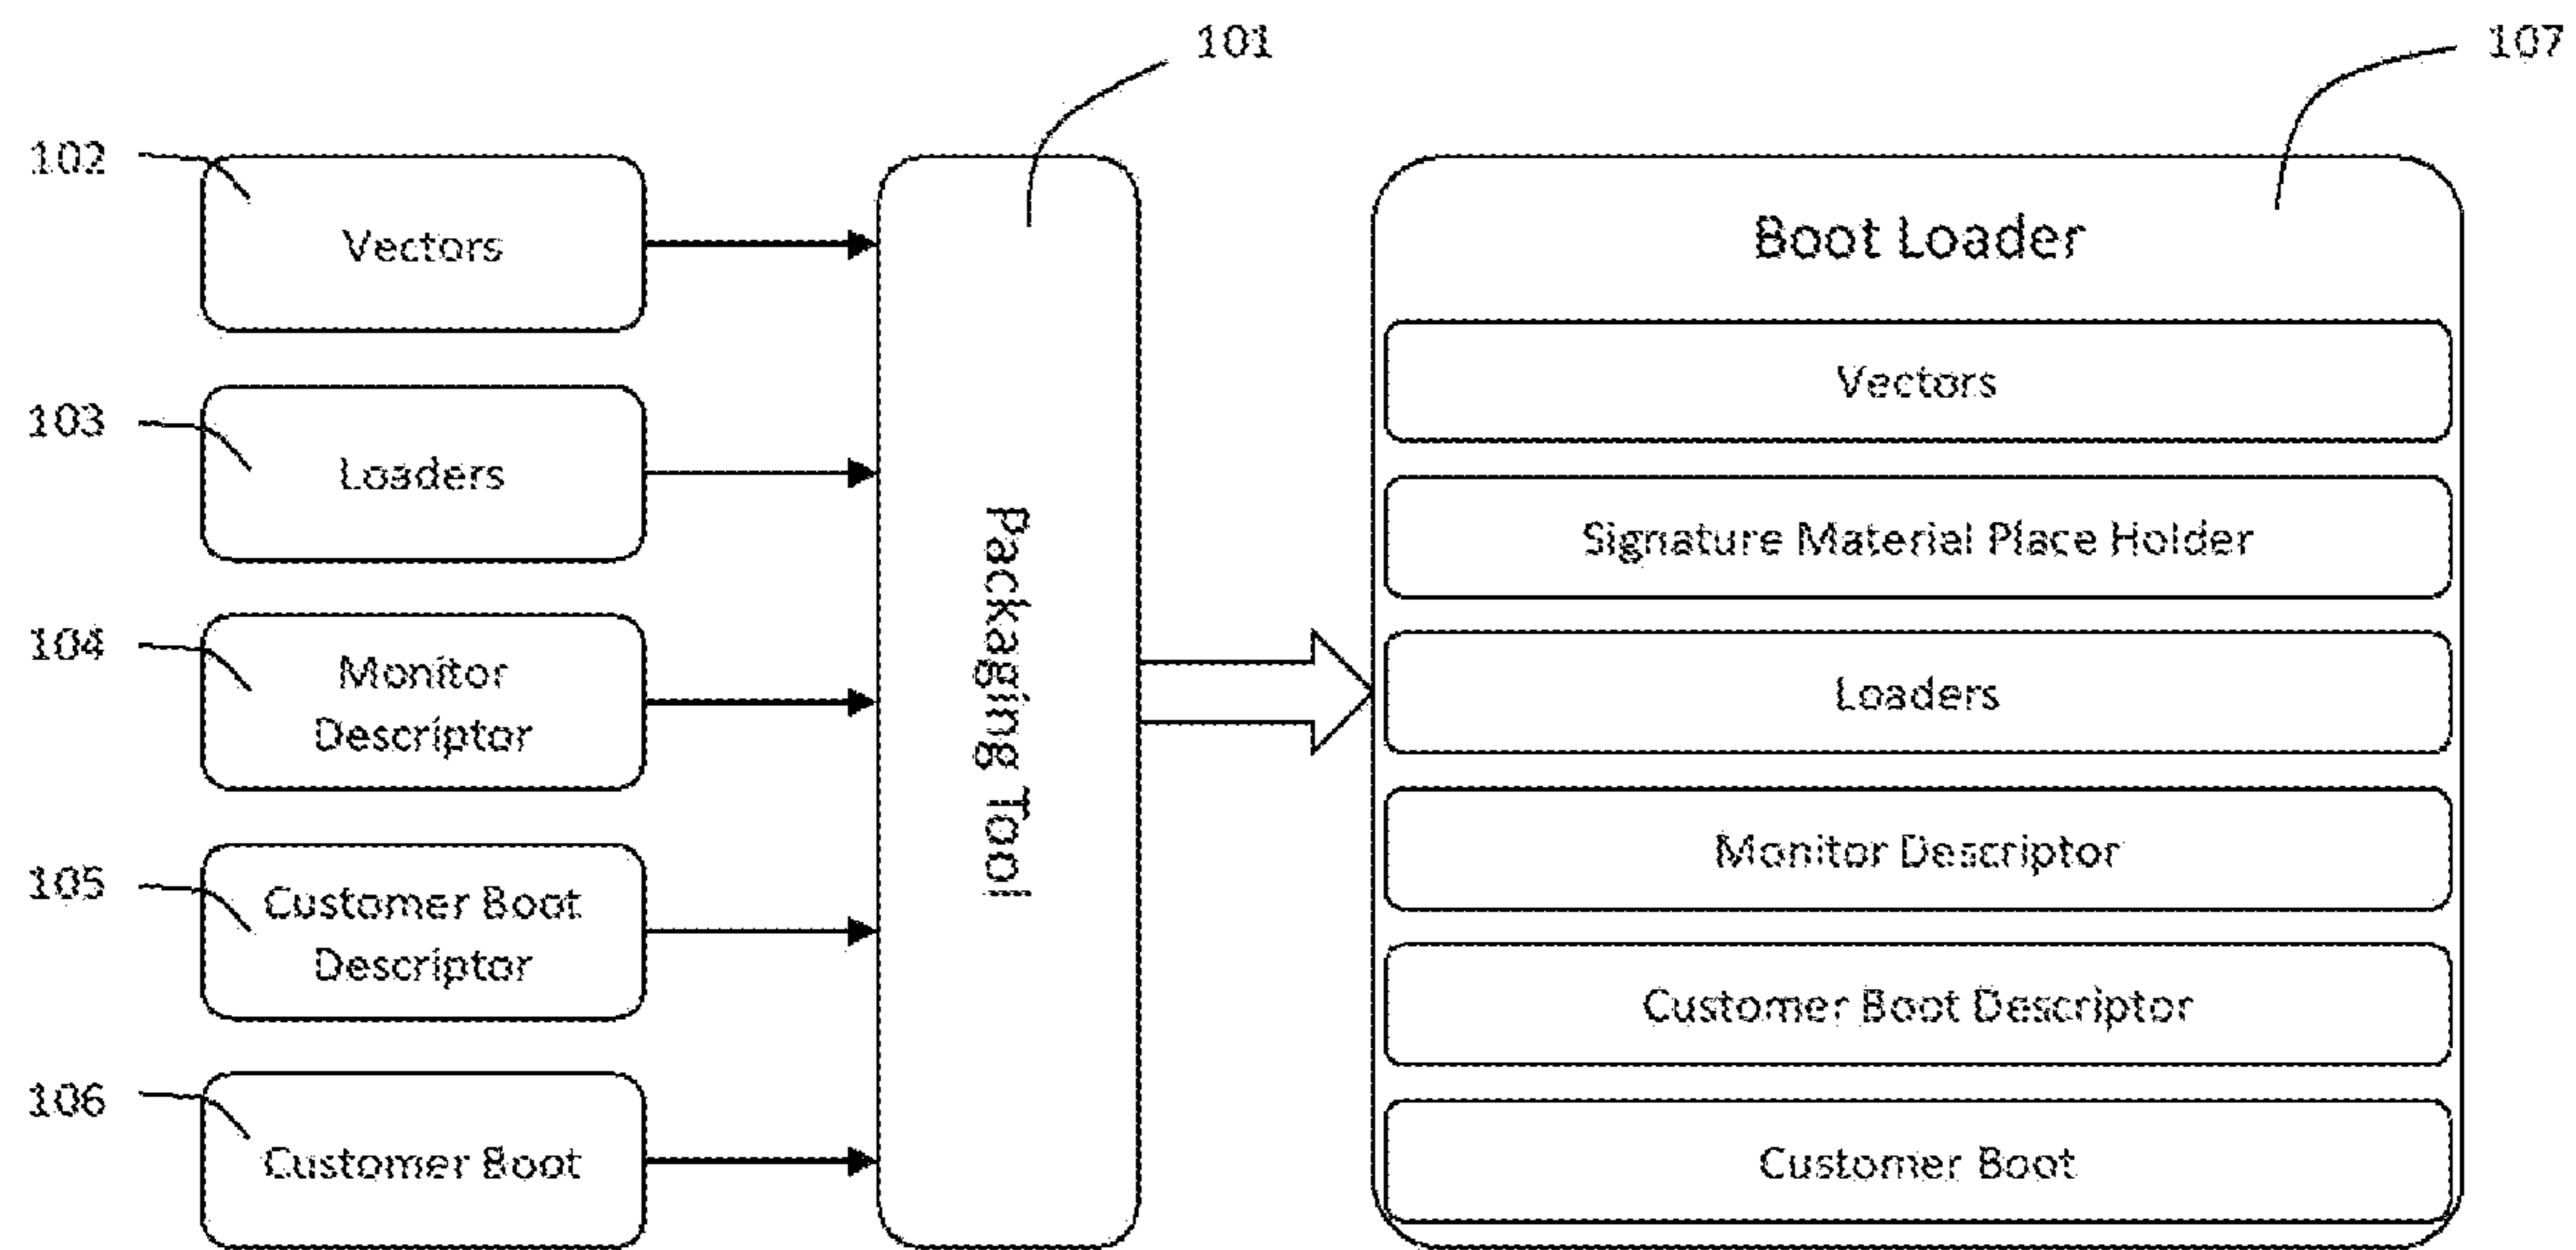 101
107
102
Vectors
103
Loaders
104
Monitor
Descriptor
105
Customer Boot
Descriptor
106
Customer Boot
Packaging Tool
Boot Loader
Vectors
Signature Material Place Holder
Loaders
Monitor Descriptor
Customer Boot Descriptor
Customer Boot